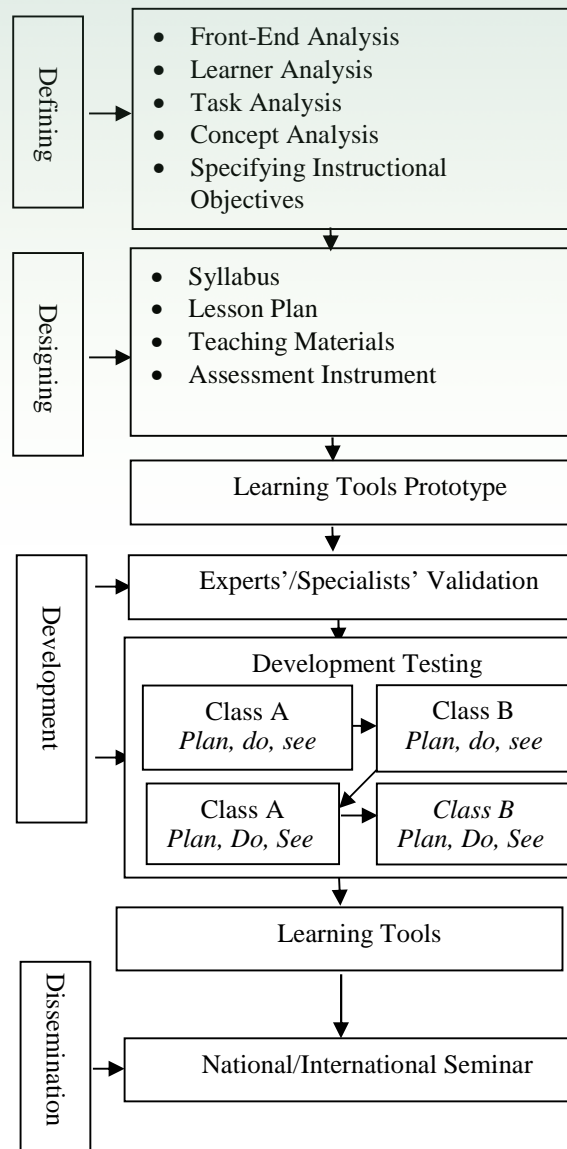 Defining
• Front-End Analysis
• Learner Analysis
• Task Analysis
• Concept Analysis
• Specifying Instructional
Objectives
Designing
• Syllabus
• Lesson Plan
• Teaching Materials
• Assessment Instrument
Learning Tools Prototype
Development
Experts’/Specialists’ Validation
Development Testing
Class A
Plan, do, see
Class B
Plan, do, see
Class A
Plan, Do, See
Class B
Plan, Do, See
Learning Tools
Dissemination
National/International Seminar